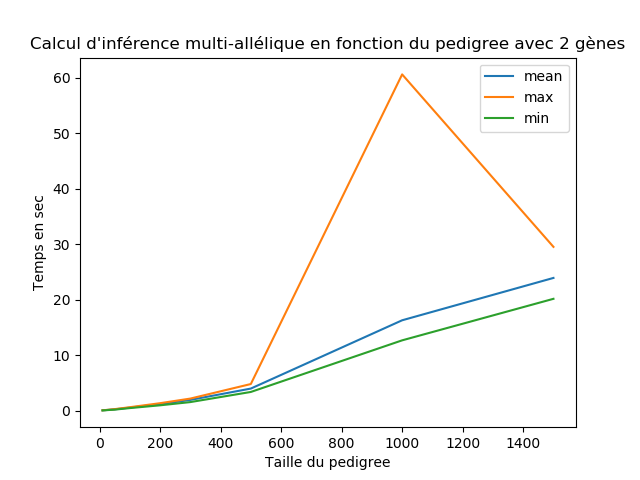 Calcul d'inférence multi-allélique en fonction du pedigree avec 2 gènes
mean
max
min
60
50
40
30
20
10
0
Temps en sec
0 200 400 600 800 1000 1200 1400
Taille du pedigree